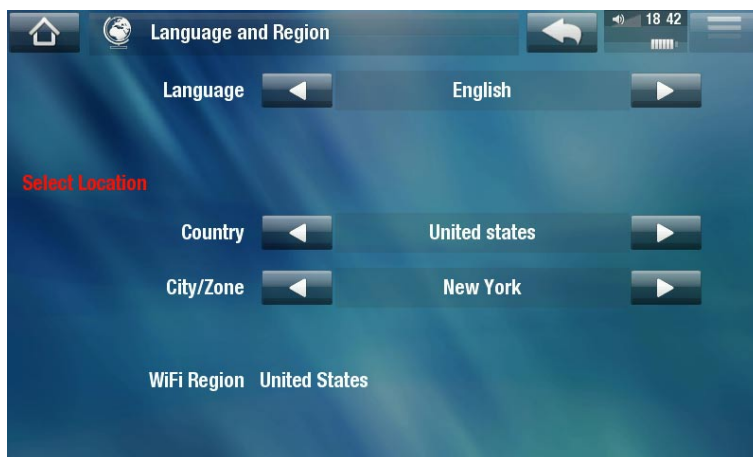 Language and Region
18 42
Language English
Select Location
Country United states
City/Zone New York
WiFi Region United States